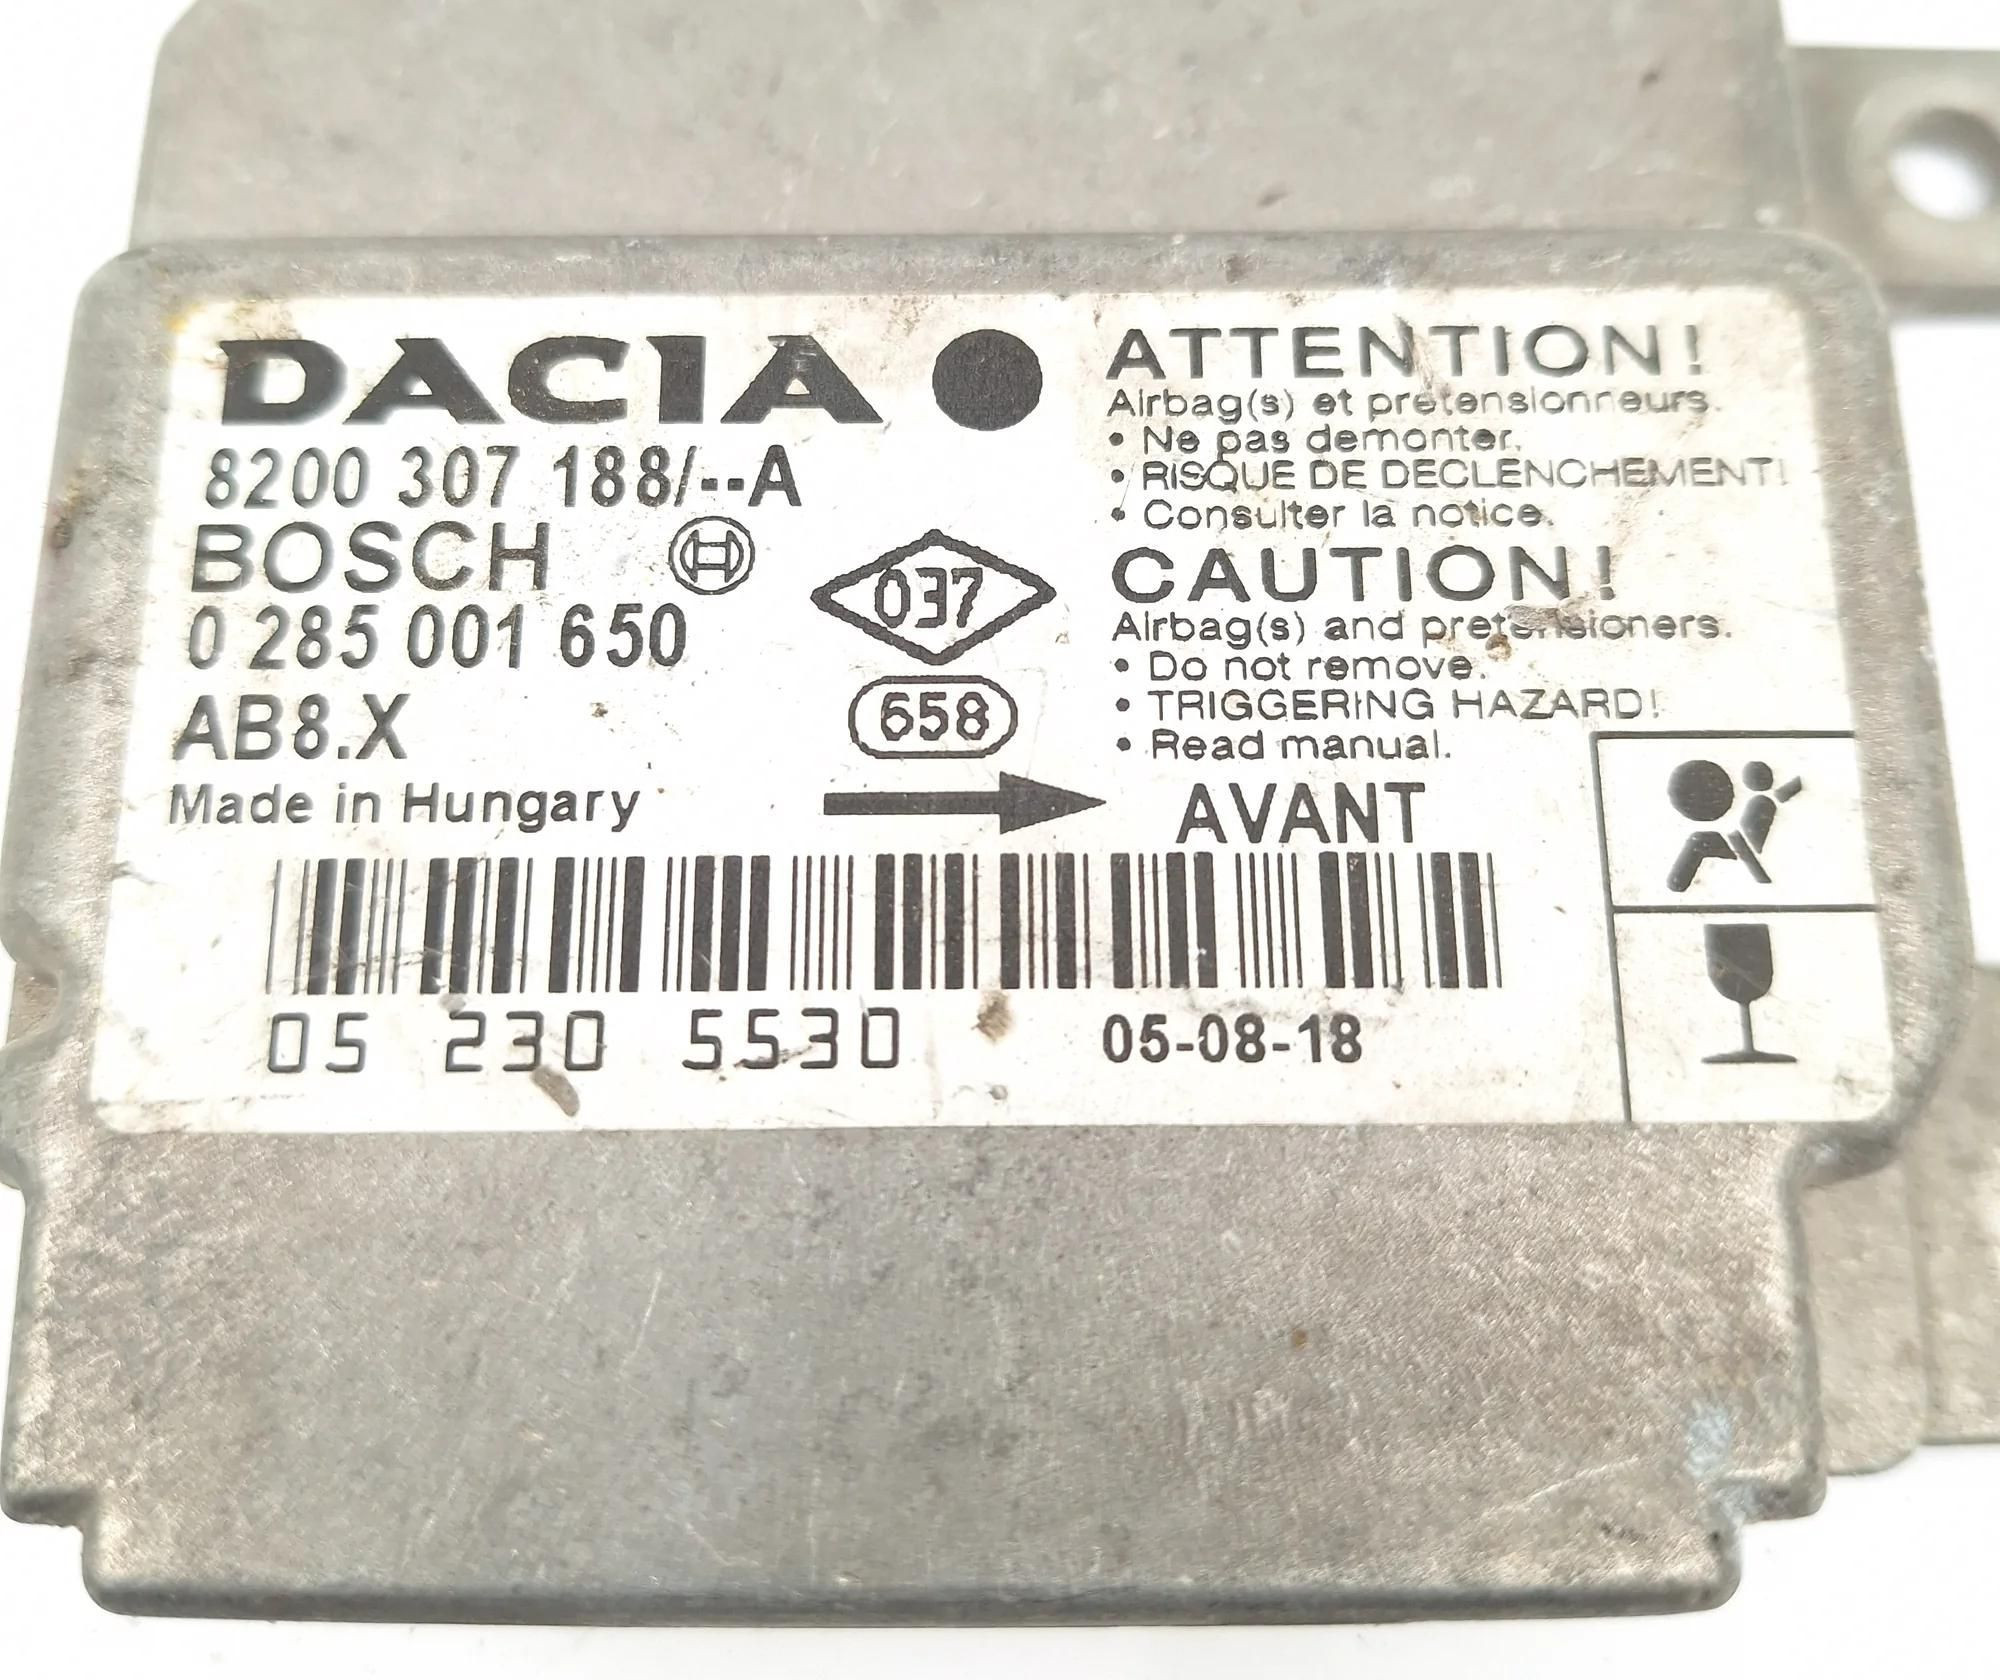 DACIA
8200 307 188/--A
BOSCH
0 285 001 650
AB8.X
Made in Hungary
037
658
ATTENTION!
Airbag(s) et pretensionneurs.
• Ne pas demonter.
• RISQUE DE DECLENCHEMENT!
• Consulter la notice.
CAUTION!
Airbag(s) and pretensioners.
• Do not remove.
• TRIGGERING HAZARD!
• Read manual.
AVANT
05 230 5530
05-08-18